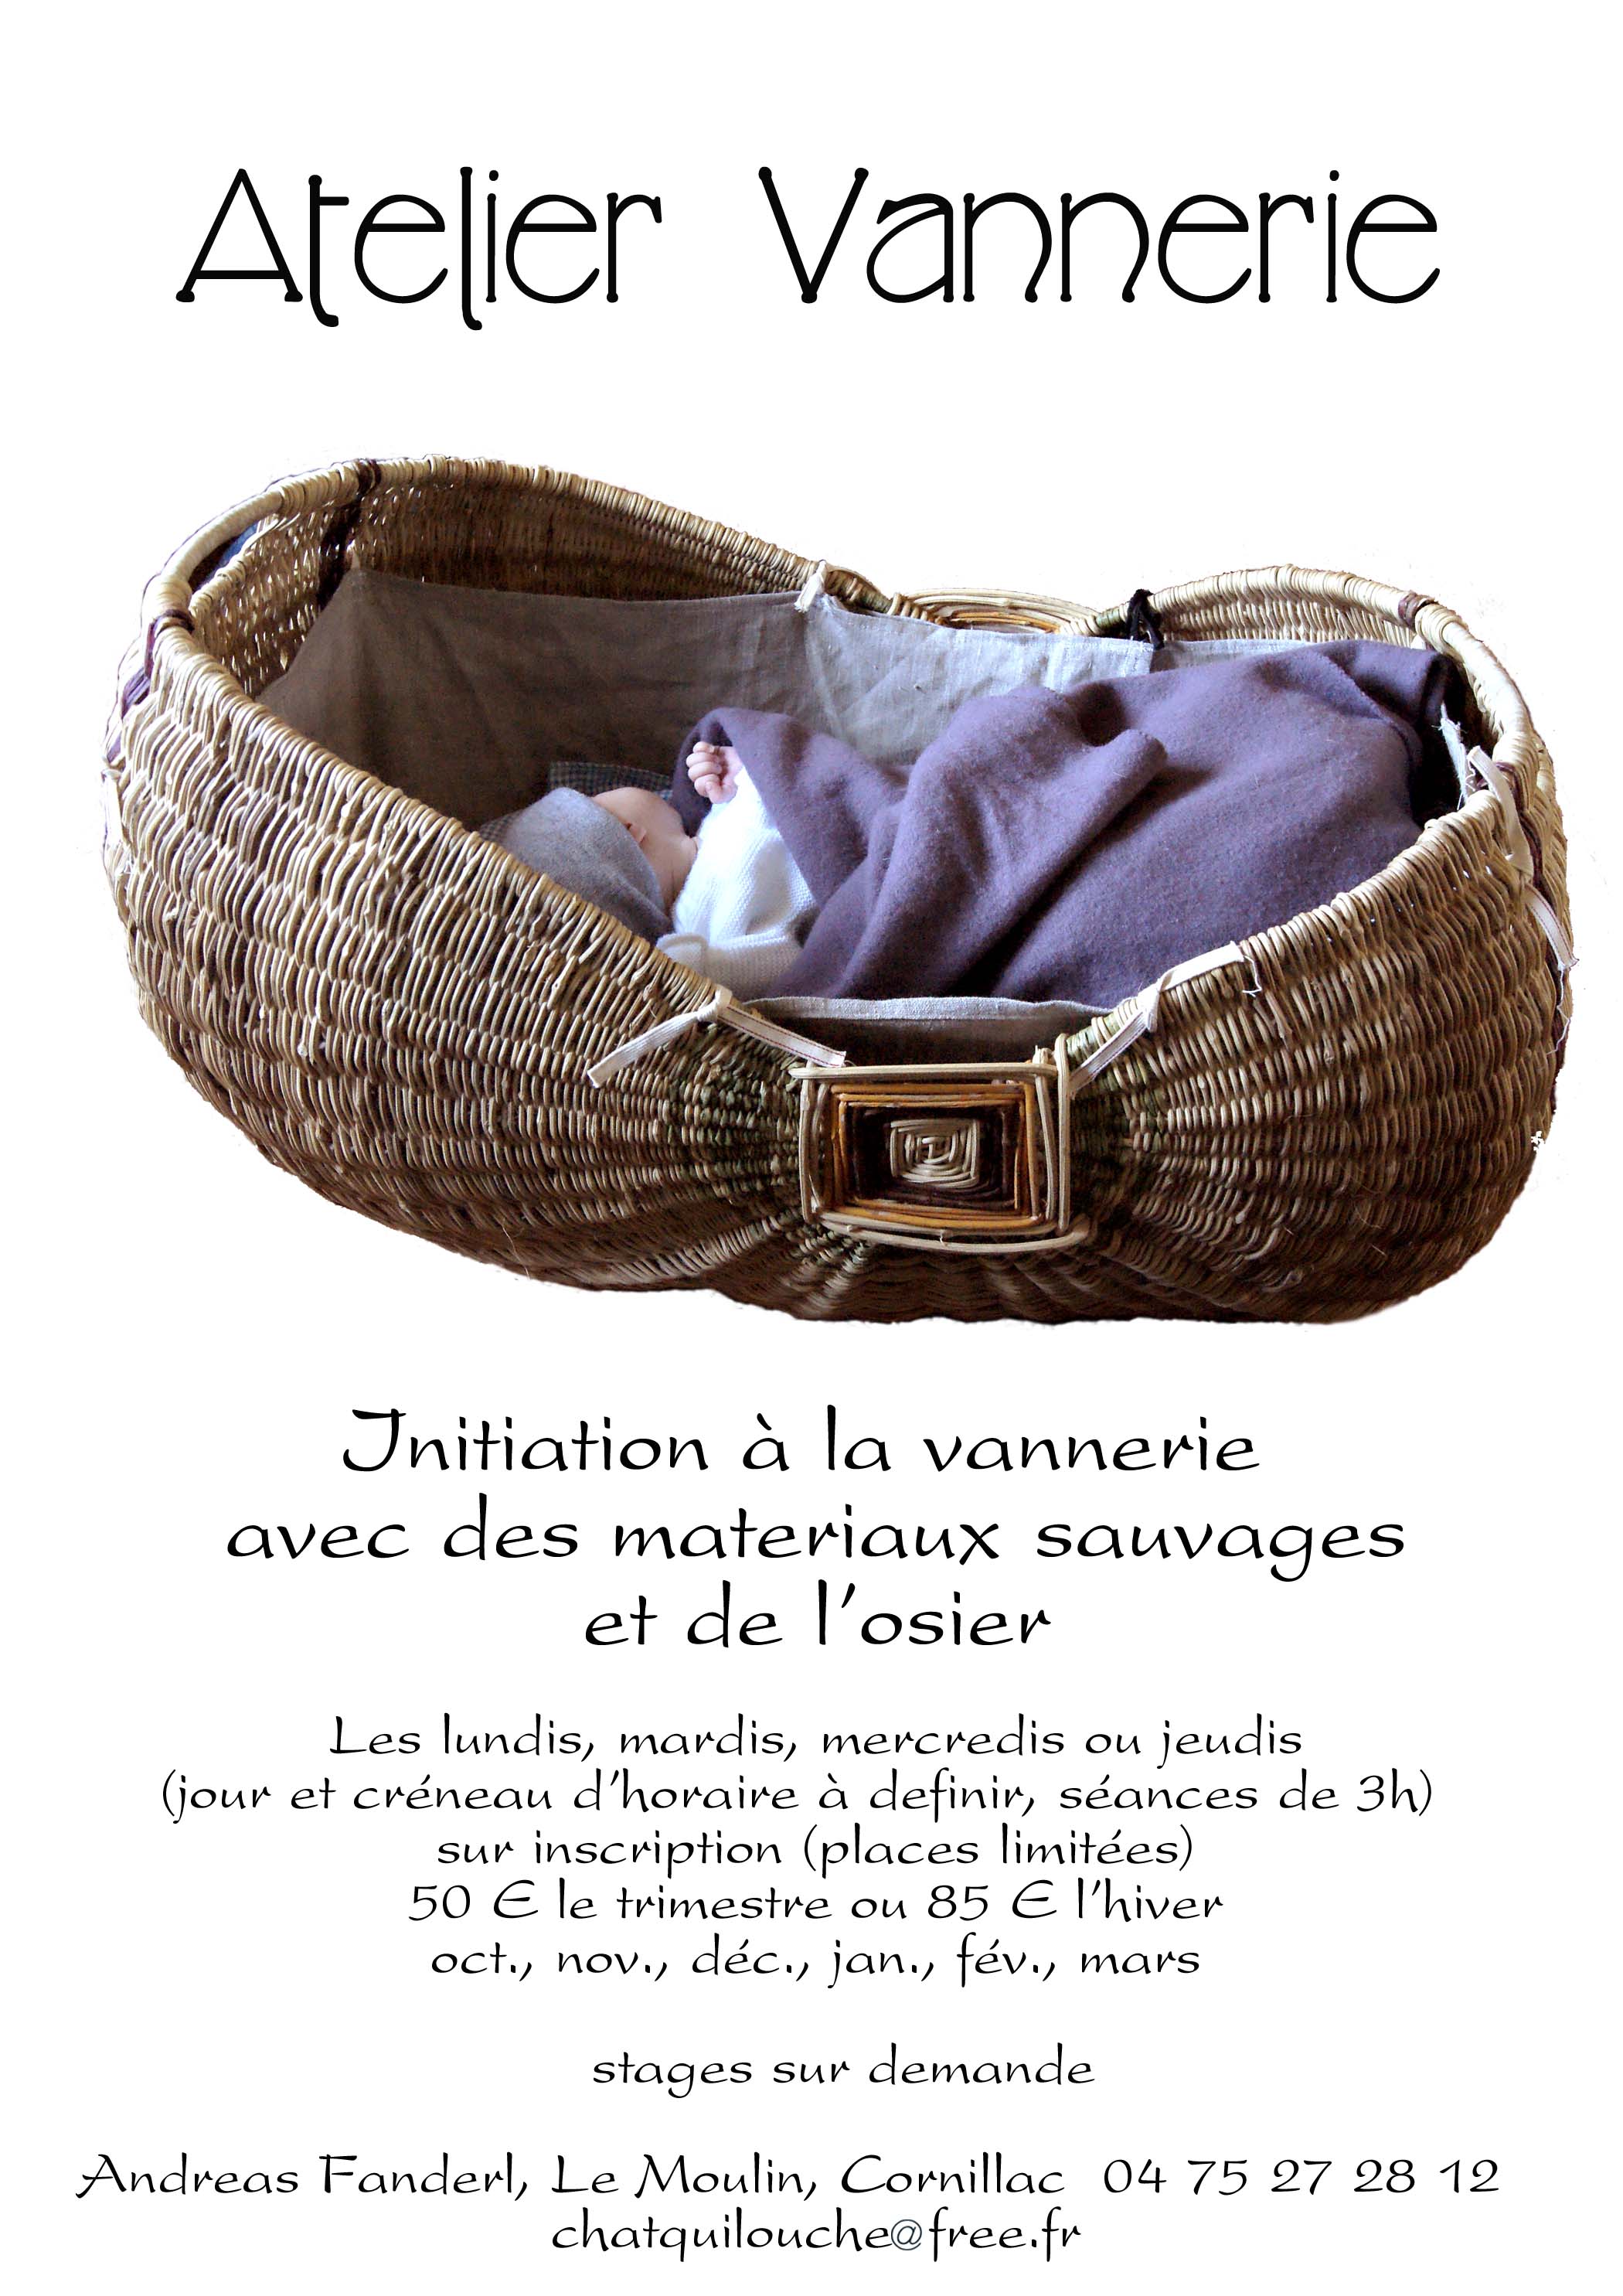 Atelier Vannerie
Initiation à la vannerie
avec des materiaux sauvages
et de l'osier
Les lundis, mardis, mercredis ou jeudis
(jour et créneau d'horaire à definir, séances de 3h)
sur inscription (places limitées)
50 € le trimestre ou 85 € l'hiver
oct., nov., déc., jan., fév., mars
stages sur demande
Andreas Fanderl, Le Moulin, Cornillac 04 75 27 28 12
chatquilouche@free.fr